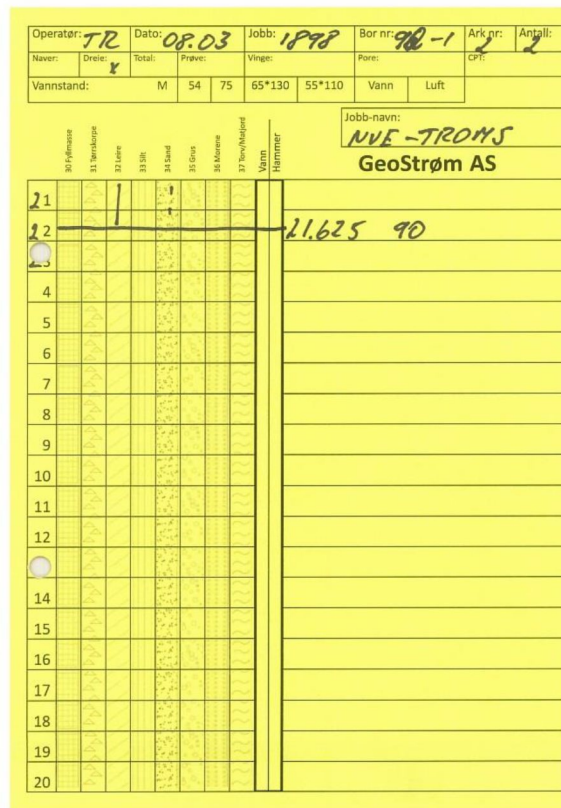 Operatør: TR Dato: 08.03 Jobb: 1898 Bor nr: -1 Ark nr: 2 Antall: 2
Naver: Dreie: x Total: Prøve: Vinge: Pore: CPT:
Vannstand: M 54 75 65*130 55*110 Vann Luft
Jobb-navn:
NVE-TROMS
GeoStrøm AS
30 Fyllmasse
31 Tørrskorpe
32 Leire
33 Silt
34 Sand
35 Grus
36 Morene
37 Torv/Matjord
Vann
Hammer
21
22 21.625 90
23
4
5
6
7
8
9
10
11
12
14
15
16
17
18
19
20